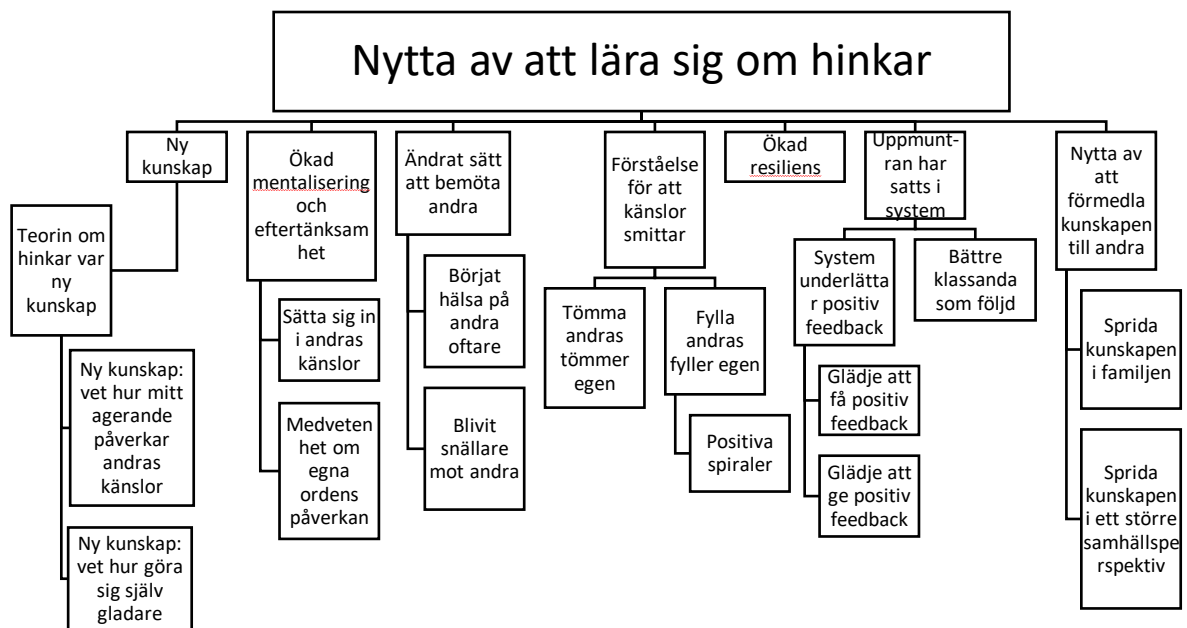 Nytta av att lära sig om hinkar
Ny
kunskap
Teorin om
hinkar var
ny
kunskap
Ny kunskap:
vet hur mitt
agerande
påverkar
andras
känslor
Ny kunskap:
vet hur göra
sig själv
gladare
Ökad
mentalisering
och
eftertänksam
het
Sätta sig in
i andras
känslor
Medveten
het om
egna
ordens
påverkan
Ändrat sätt
att bemöta
andra
Börjat
hälsa på
andra
oftare
Blivit
snällare
mot andra
Förståelse
för att
känslor
smittar
Tömma
andras
tömmer
egen
Fylla
andras
fyller egen
Positiva
spiraler
Ökad
resiliens
Uppmunt-
ran har
satts i
system
System
underlätta
r positiv
feedback
Glädje att
få positiv
feedback
Glädje att
ge positiv
feedback
Bättre
klassanda
som följd
Nytta av
att
förmedla
kunskapen
till andra
Sprida
kunskapen
i familjen
Sprida
kunskapen
i ett större
samhällspe
rspektiv